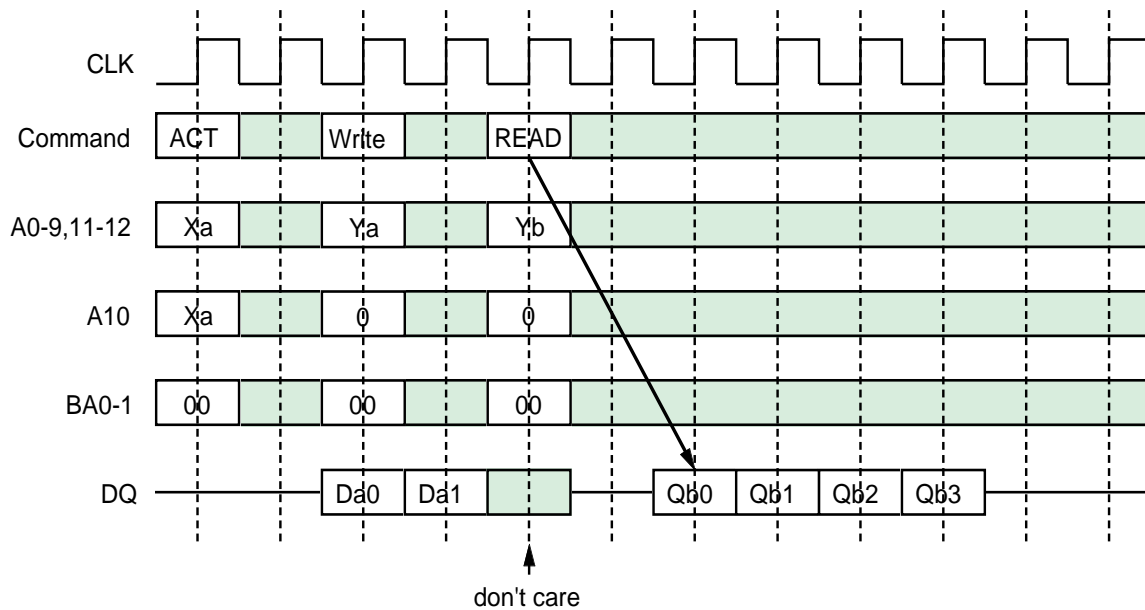 CLK
Command ACT Write READ
A0-9,11-12 Xa Ya Yb
A10 Xa 0 0
BA0-1 00 00 00
DQ Da0 Da1 Qb0 Qb1 Qb2 Qb3
don't care